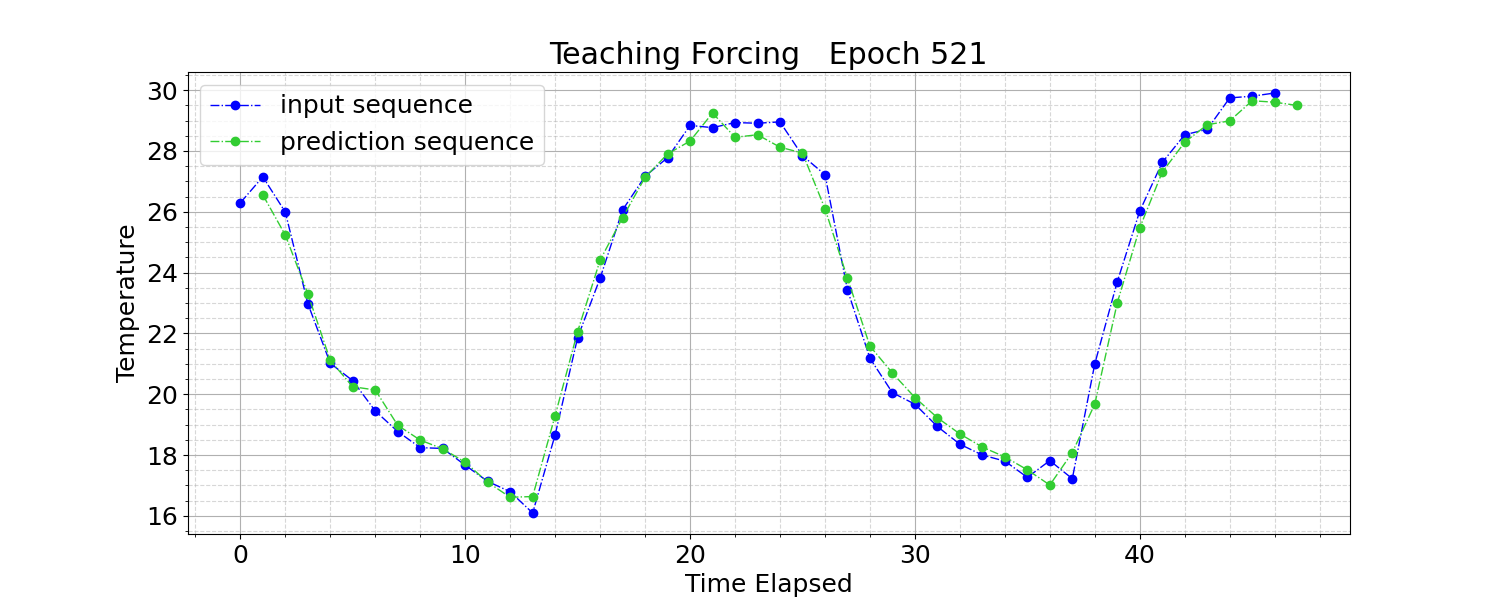 Teaching Forcing   Epoch 521
input sequence
prediction sequence
Temperature
30
28
26
24
22
20
18
16
0 10 20 30 40
Time Elapsed